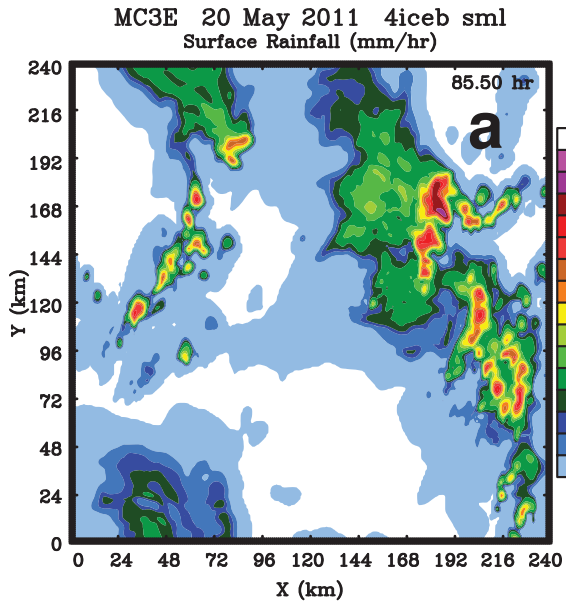 MC3E 20 May 2011 4iceb sml
Surface Rainfall (mm/hr)
85.50 hr
a
240
216
192
168
144
120
96
72
48
24
0
Y (km)
0 24 48 72 96 120 144 168 192 216 240
X (km)